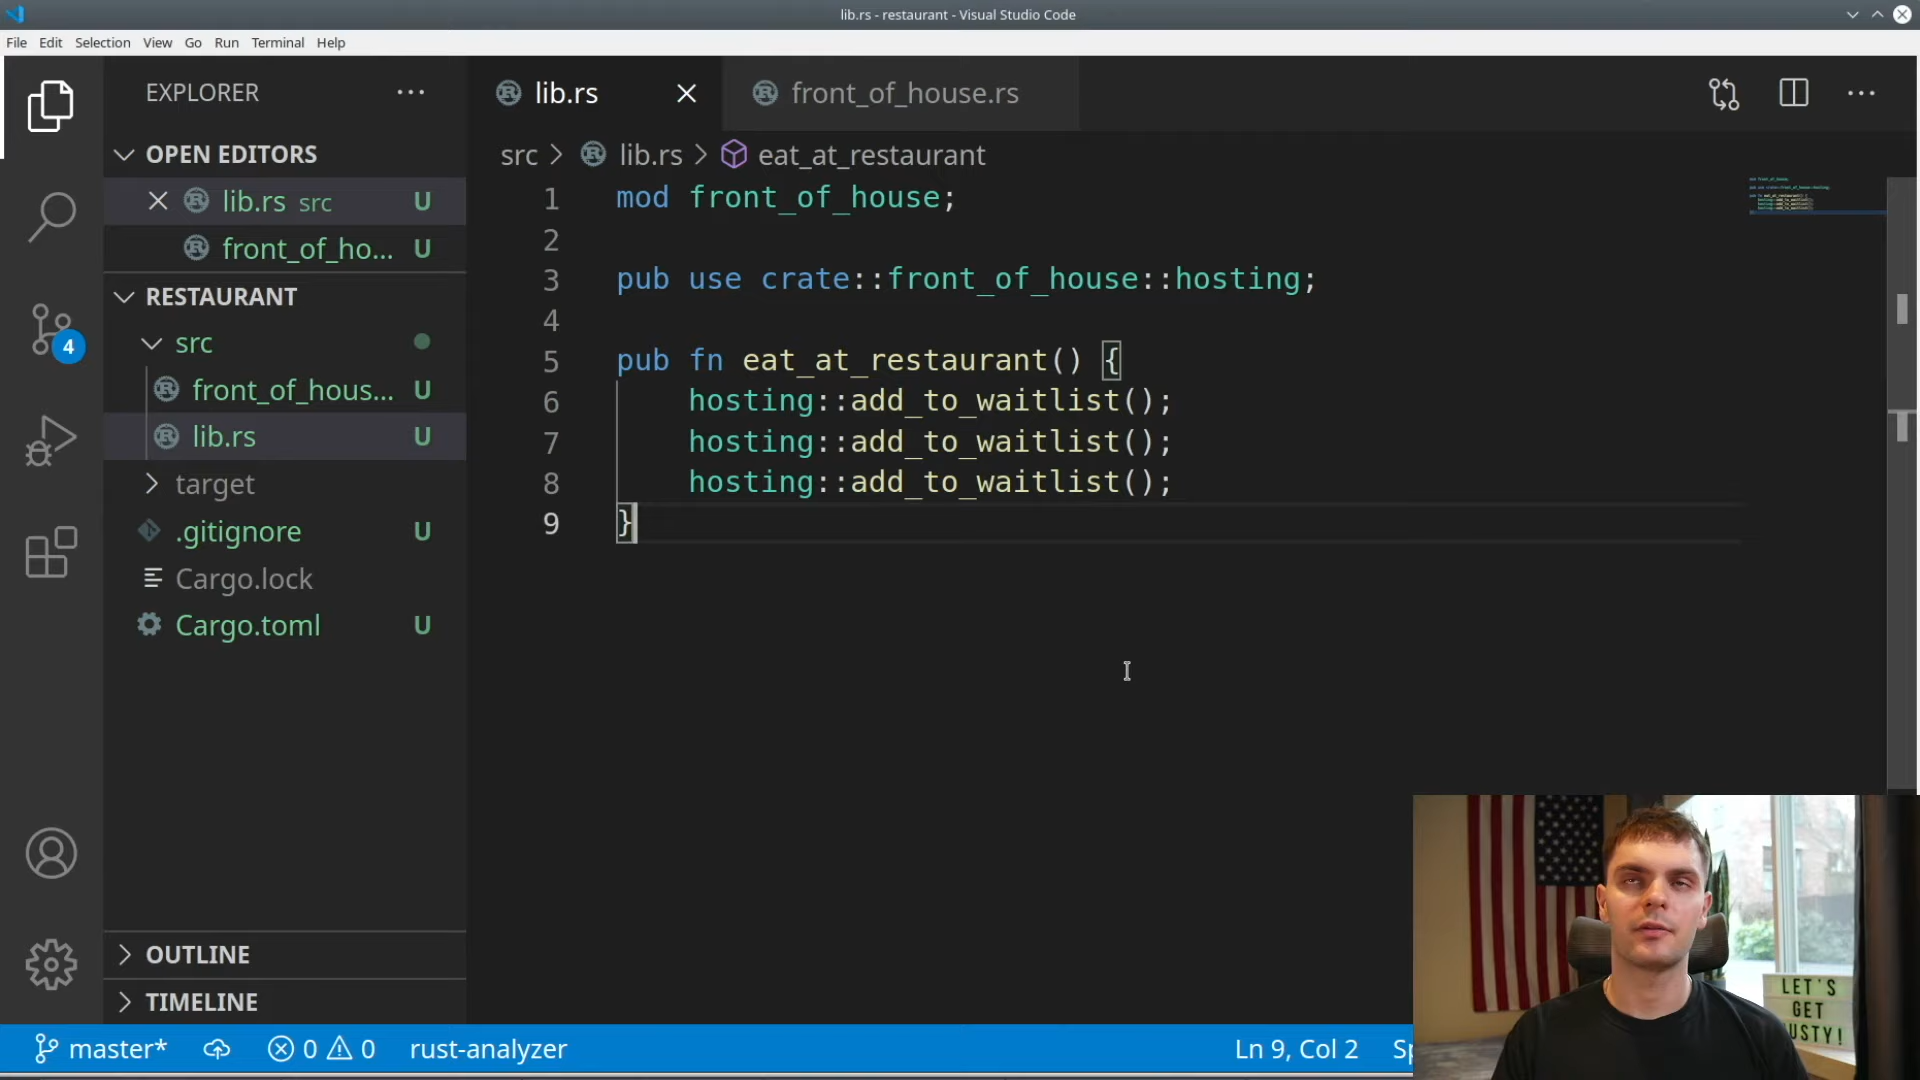 lib.rs - restaurant - Visual Studio Code
File Edit Selection View Go Run Terminal Help
EXPLORER
lib.rs
front_of_house.rs
OPEN EDITORS
lib.rs src U
front_of_ho... U
RESTAURANT
src
front_of_hous... U
lib.rs U
target
.gitignore U
Cargo.lock
Cargo.toml U
OUTLINE
TIMELINE
4
src > lib.rs > eat_at_restaurant
1 mod front_of_house;
2
3 pub use crate::front_of_house::hosting;
4
5 pub fn eat_at_restaurant() {
6 hosting::add_to_waitlist();
7 hosting::add_to_waitlist();
8 hosting::add_to_waitlist();
9 }
LET'S
GET
USTY!
master* 0 0 rust-analyzer Ln 9, Col 2 Sp